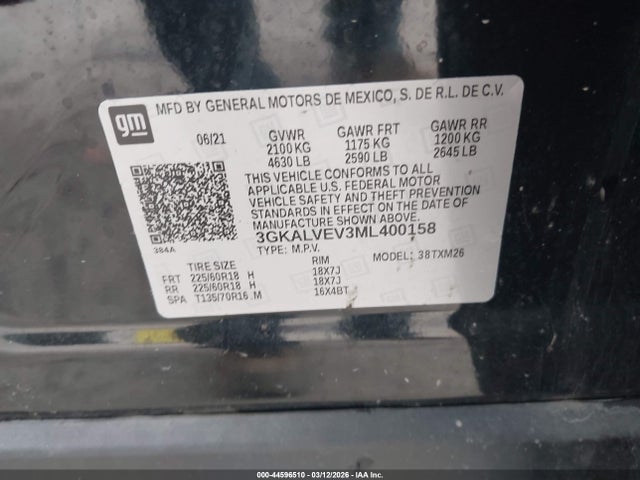 gm
MFD BY GENERAL MOTORS DE MEXICO, S. DE R.L. DE C.V.
06/21 GVWR GAWR FRT GAWR RR
2100 KG 1175 KG 1200 KG
4630 LB 2590 LB 2645 LB
THIS VEHICLE CONFORMS TO ALL
APPLICABLE U.S. FEDERAL MOTOR
VEHICLE SAFETY AND THEFT PREVENTION
STANDARDS IN EFFECT ON THE DATE OF
MANUFACTURE SHOWN ABOVE.
3GKALVEV3ML400158
384A TYPE: M.P.V. MODEL: 38TXM26
TIRE SIZE RIM
FRT 225/60R18 H 18X7J
RR 225/60R18 H 18X7J
SPA T135/70R16 M 16X4BT
000-44596510 - 03/12/2026 - IAAI.com